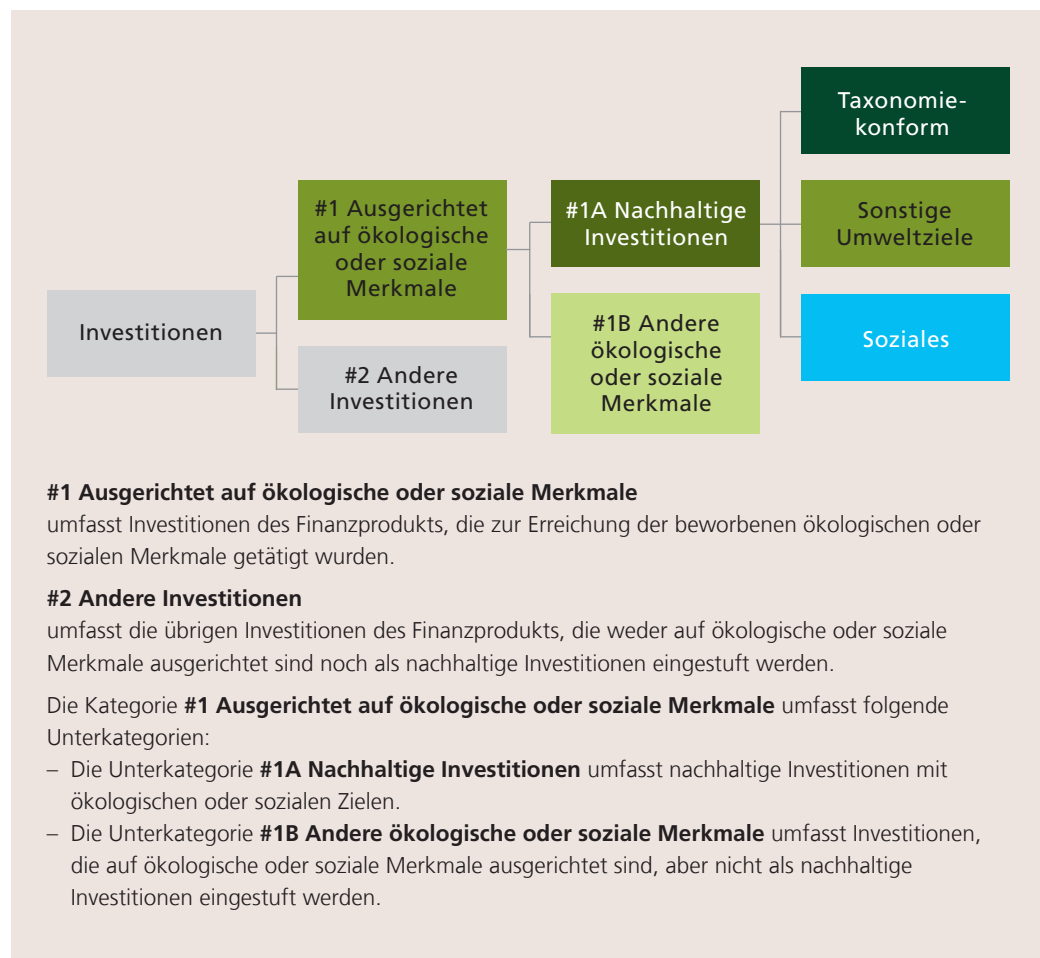 Taxonomie-
konform
#1 Ausgerichtet
auf ökologische
oder soziale
Merkmale
#1A Nachhaltige
Investitionen
Sonstige
Umweltziele
Investitionen
#2 Andere
Investitionen
#1B Andere
ökologische
oder soziale
Merkmale
Soziales
#1 Ausgerichtet auf ökologische oder soziale Merkmale
umfasst Investitionen des Finanzprodukts, die zur Erreichung der beworbenen ökologischen oder
sozialen Merkmale getätigt wurden.
#2 Andere Investitionen
umfasst die übrigen Investitionen des Finanzprodukts, die weder auf ökologische oder soziale
Merkmale ausgerichtet sind noch als nachhaltige Investitionen eingestuft werden.
Die Kategorie #1 Ausgerichtet auf ökologische oder soziale Merkmale umfasst folgende
Unterkategorien:
– Die Unterkategorie #1A Nachhaltige Investitionen umfasst nachhaltige Investitionen mit
ökologischen oder sozialen Zielen.
– Die Unterkategorie #1B Andere ökologische oder soziale Merkmale umfasst Investitionen,
die auf ökologische oder soziale Merkmale ausgerichtet sind, aber nicht als nachhaltige
Investitionen eingestuft werden.